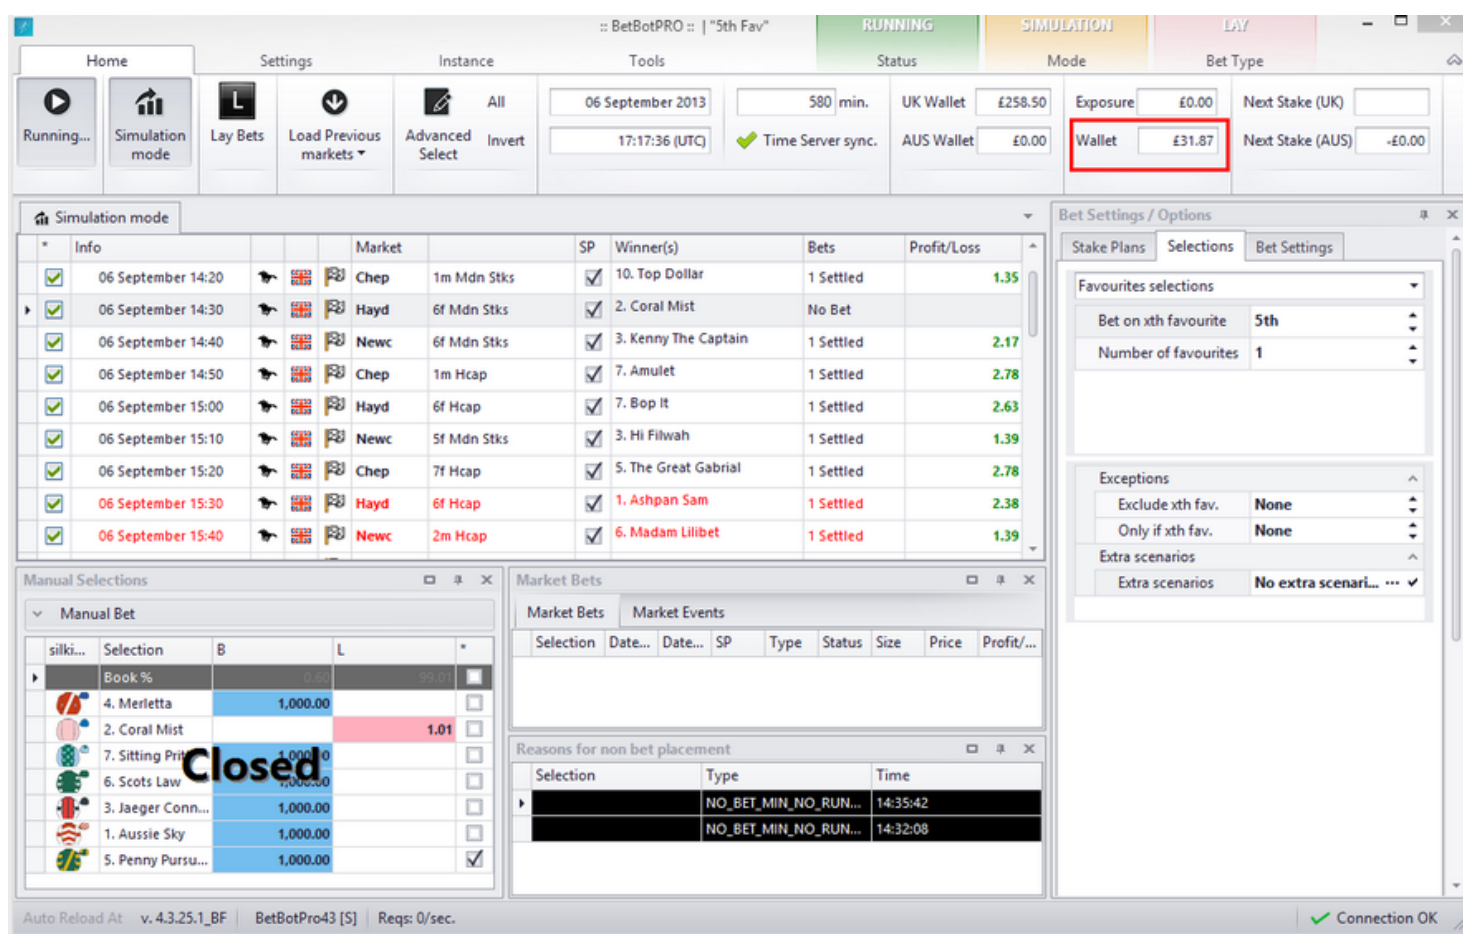 :: BetBotPRO :: | "5th Fav"
RUNNING SIMULATION LAY
Home Settings Instance Tools Status Mode Bet Type
Running...
Simulation mode
L
Lay Bets
Load Previous markets
Advanced Select
All
Invert
06 September 2013
17:17:36 (UTC)
580 min.
Time Server sync.
UK Wallet £258.50
AUS Wallet £0.00
Exposure £0.00
Wallet £31.87
Next Stake (UK)
Next Stake (AUS) -£0.00
Simulation mode
* Info Market SP Winner(s) Bets Profit/Loss
06 September 14:20 Chep 1m Mdn Stks 10. Top Dollar 1 Settled 1.35
06 September 14:30 Hayd 6f Mdn Stks 2. Coral Mist No Bet
06 September 14:40 Newc 6f Mdn Stks 3. Kenny The Captain 1 Settled 2.17
06 September 14:50 Chep 1m Hcap 7. Amulet 1 Settled 2.78
06 September 15:00 Hayd 6f Hcap 7. Bop It 1 Settled 2.63
06 September 15:10 Newc 5f Mdn Stks 3. Hi Filwah 1 Settled 1.39
06 September 15:20 Chep 7f Hcap 5. The Great Gabrial 1 Settled 2.78
06 September 15:30 Hayd 6f Hcap 1. Ashpan Sam 1 Settled 2.38
06 September 15:40 Newc 2m Hcap 6. Madam Lilibet 1 Settled 1.39
Bet Settings / Options
Stake Plans Selections Bet Settings
Favourites selections
Bet on xth favourite 5th
Number of favourites 1
Exceptions
Exclude xth fav. None
Only if xth fav. None
Extra scenarios
Extra scenarios No extra scenari... ...
Manual Selections
Manual Bet
silki... Selection B L *
Book % 0.60 99.01
4. Merletta 1,000.00
2. Coral Mist 1.01
7. Sitting 1,000.00
6. Scots Law 1,000.00
Closed
3. Jaeger Conn... 1,000.00
1. Aussie Sky 1,000.00
5. Penny Pursu... 1,000.00
Market Bets
Market Bets Market Events
Selection Date... Date... SP Type Status Size Price Profit/...
Reasons for non bet placement
Selection Type Time
NO_BET_MIN_NO_RUN... 14:35:42
NO_BET_MIN_NO_RUN... 14:32:08
Auto Reload At v. 4.3.25.1_BF BetBotPro43 [S] Reqs: 0/sec.
Connection OK